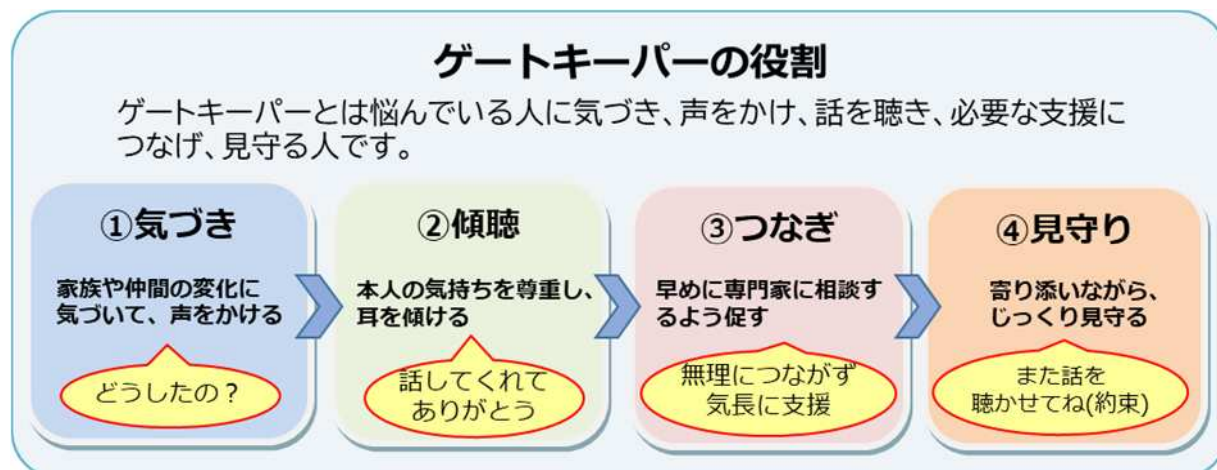 ゲートキーパーの役割
ゲートキーパーとは悩んでいる人に気づき、声をかけ、話を聴き、必要な支援に
つなげ、見守る人です。
①気づき
家族や仲間の変化に
気づいて、声をかける
どうしたの？
②傾聴
本人の気持ちを尊重し、
耳を傾ける
話してくれて
ありがとう
③つなぎ
早めに専門家に相談す
るよう促す
無理につながず
気長に支援
④見守り
寄り添いながら、
じっくり見守る
また話を
聴かせてね(約束)